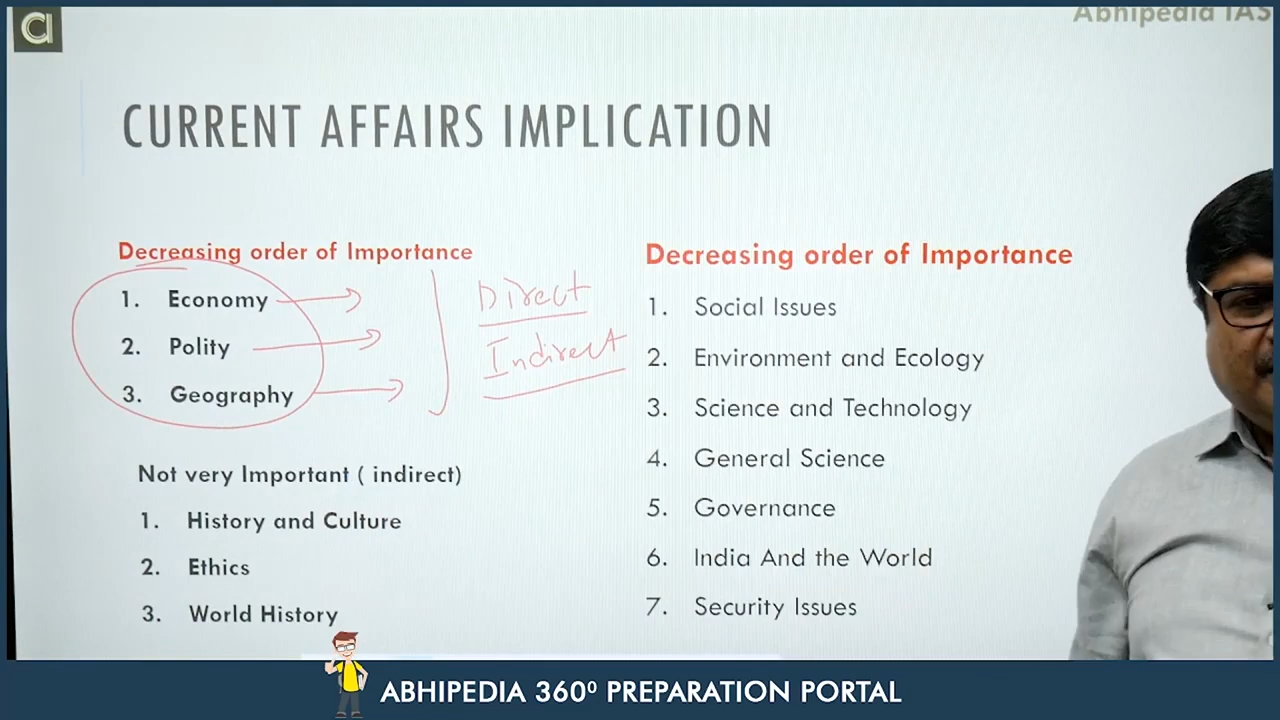 a
Abhipedia IAS
CURRENT AFFAIRS IMPLICATION
Decreasing order of Importance
1. Economy
2. Polity
3. Geography
Direct
Indirect
Not very Important ( indirect)
1. History and Culture
2. Ethics
3. World History
Decreasing order of Importance
1. Social Issues
2. Environment and Ecology
3. Science and Technology
4. General Science
5. Governance
6. India And the World
7. Security Issues
ABHIPEDIA 360⁰ PREPARATION PORTAL